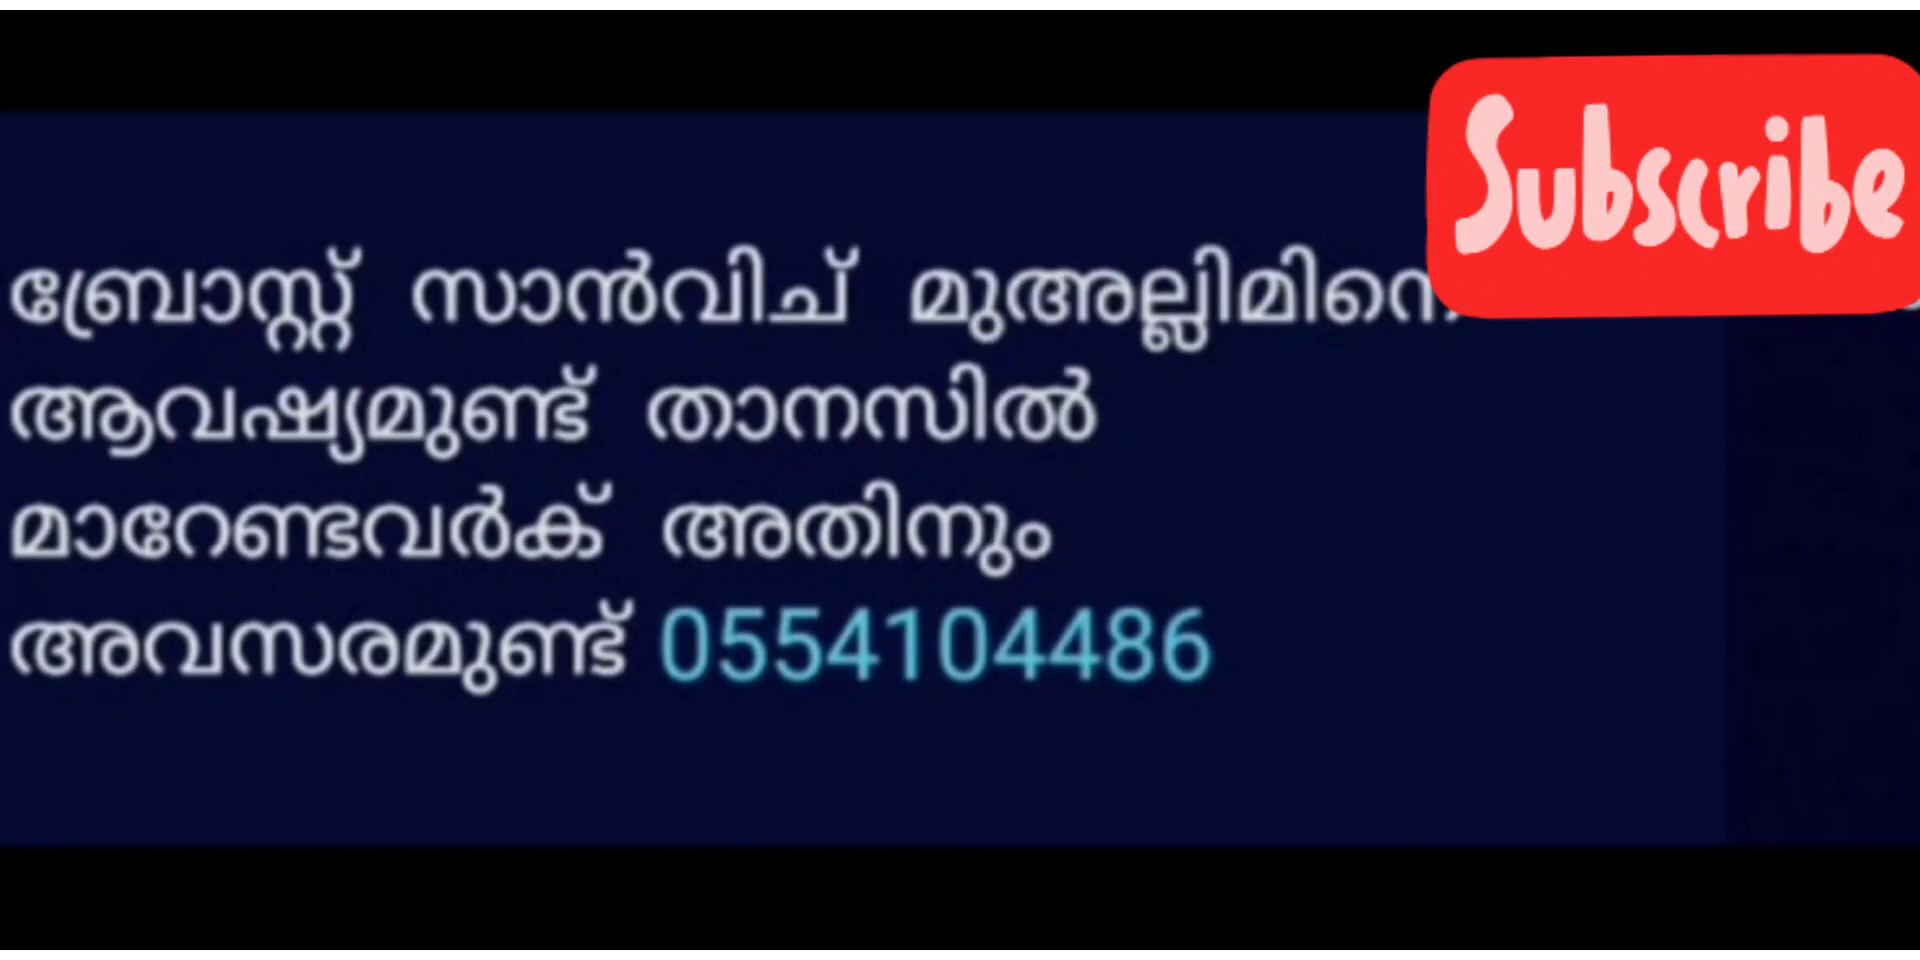 Subscribe
ബ്രോസ്റ്റ് സാൻവിച് മുഅല്ലിമിനെ
ആവഷ്യമുണ്ട് താനസിൽ
മാറേണ്ടവർക് അതിനും
അവസരമുണ്ട് 0554104486